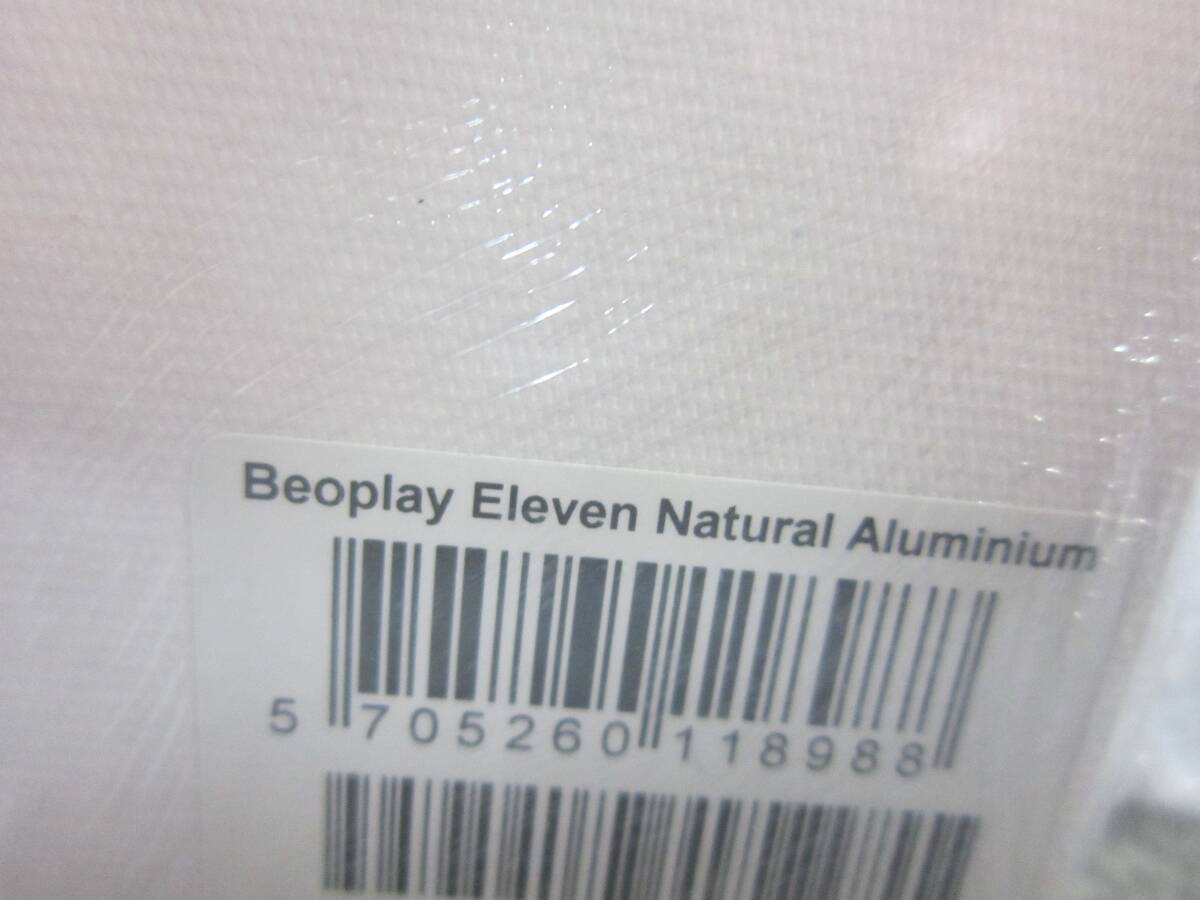 Beoplay Eleven Natural Aluminium
5 705260 118988